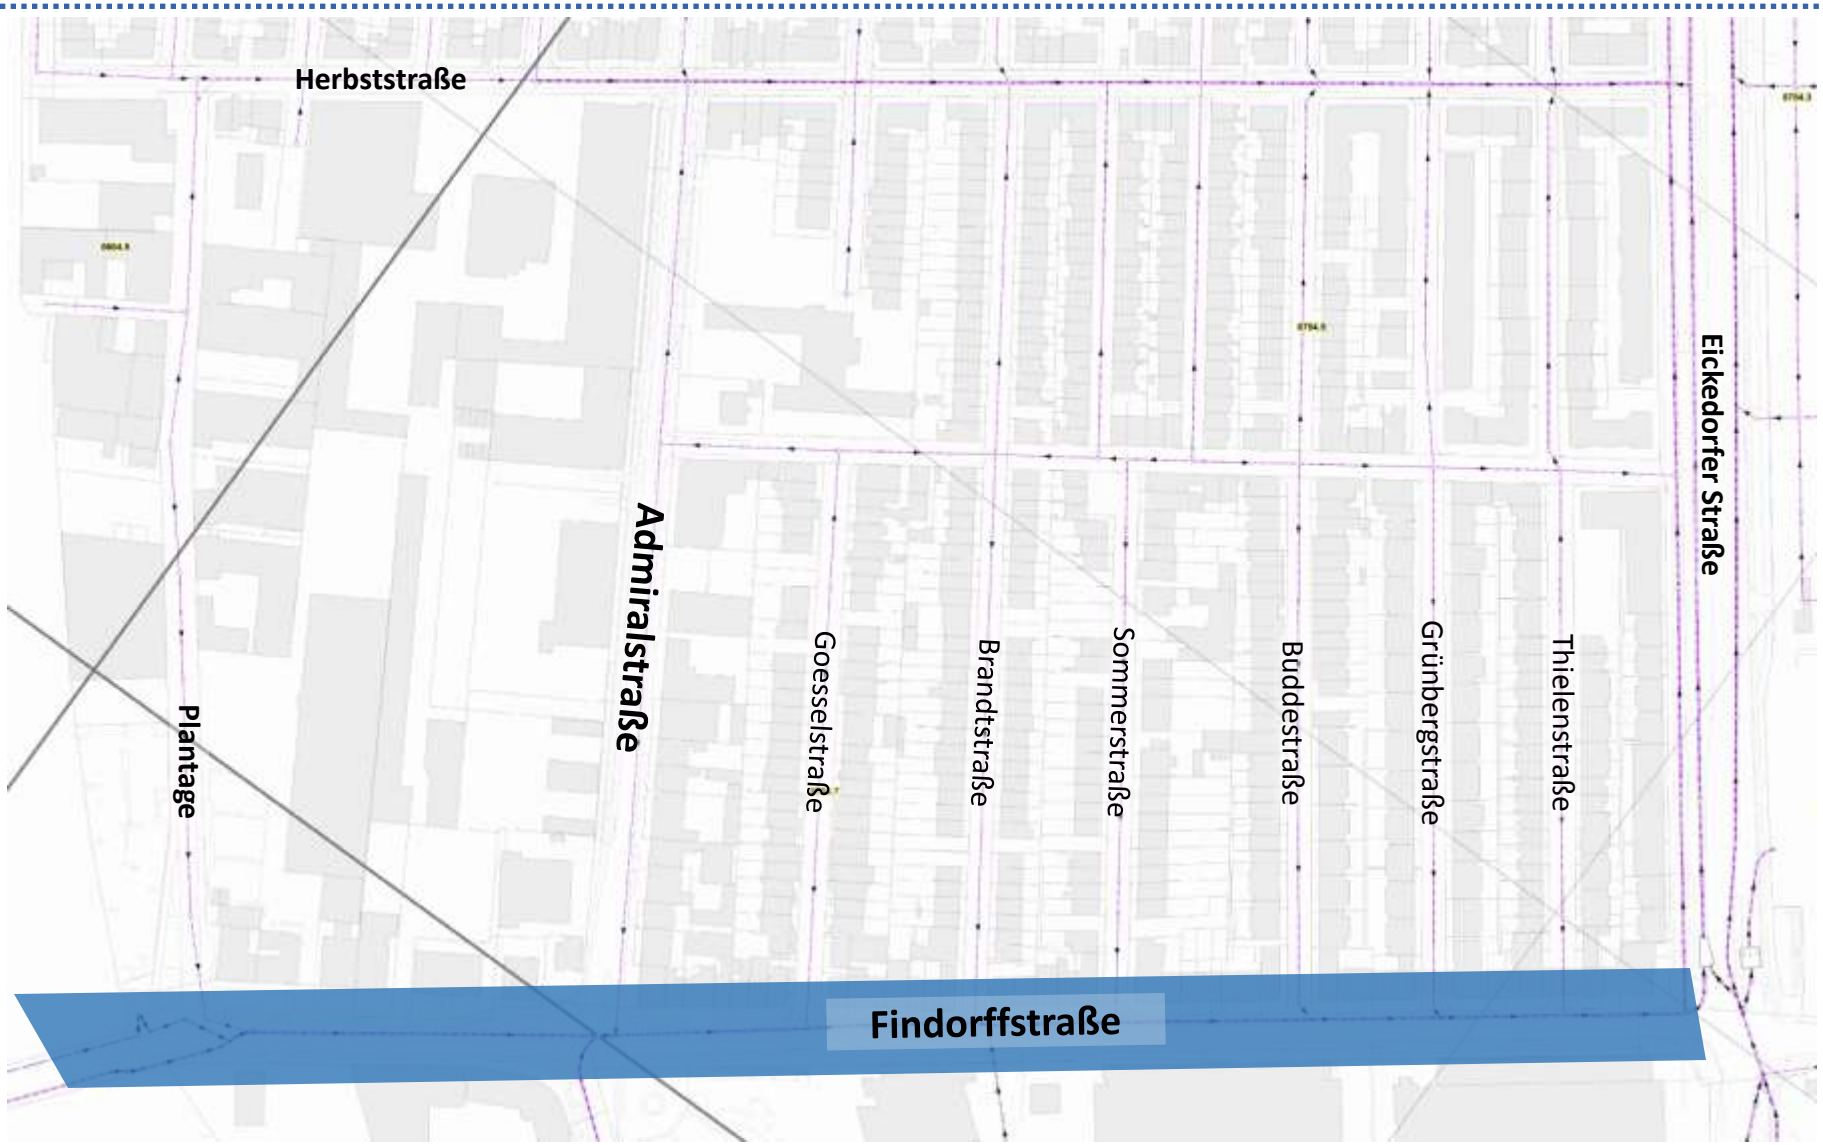 Herbststraße
Eickedorfer Straße
Admiralstraße
Plantage
Goesselstraße
Brandtstraße
Sommerstraße
Buddestraße
Grünbergstraße
Thielenstraße
Findorffstraße